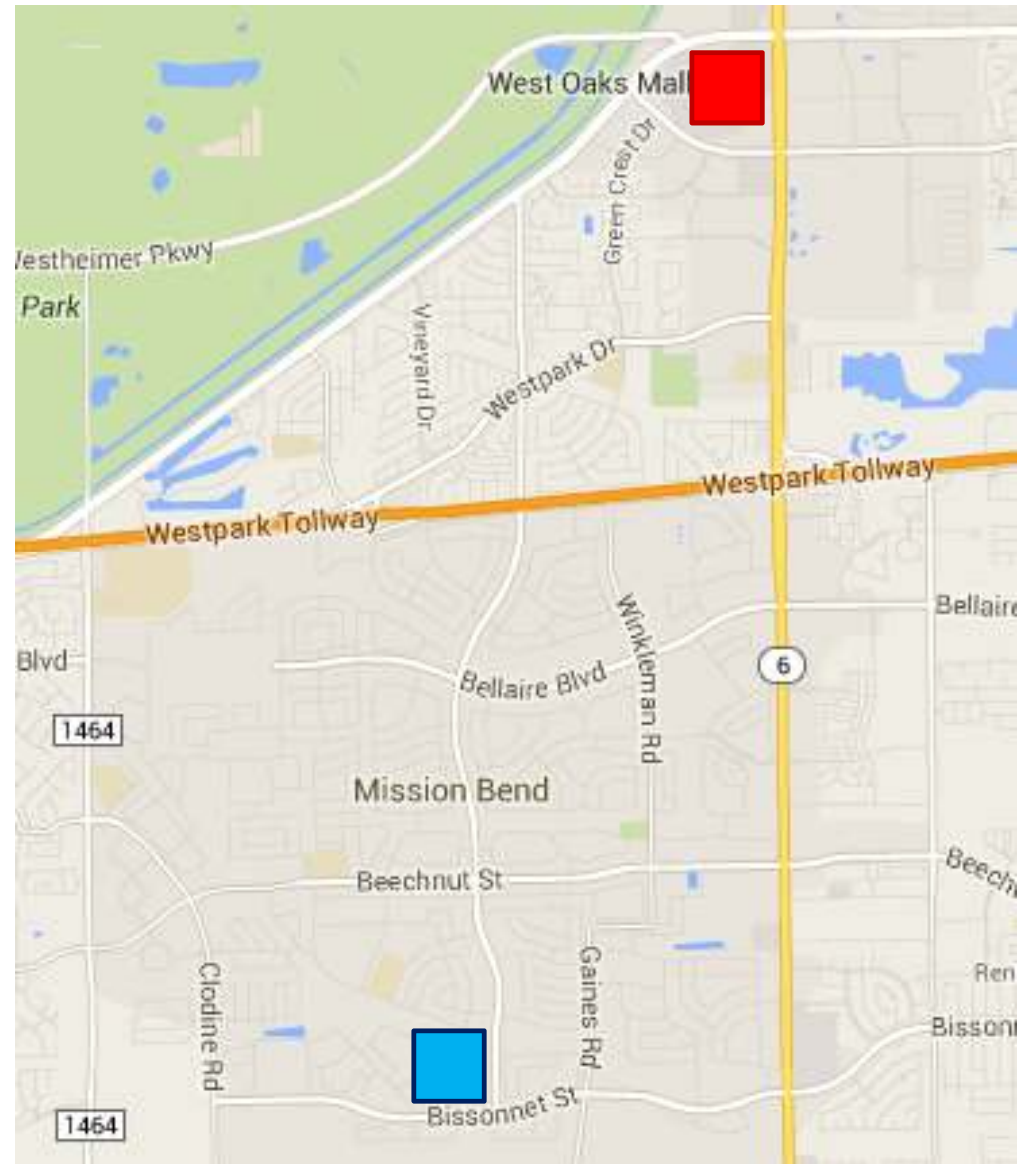 West Oaks Mall
Green Crest Dr
Westheimer Pkwy
Park
Vineyard Dr
Westpark Dr
Westpark Tollway
Westpark Tollway
Winkleman Rd
Bellaire
Blvd
6
Bellaire Blvd
1464
Mission Bend
Beechnut St
Beechn
Gaines Rd
Clodine Rd
Ren
Bissonn
Bissonnet St
1464